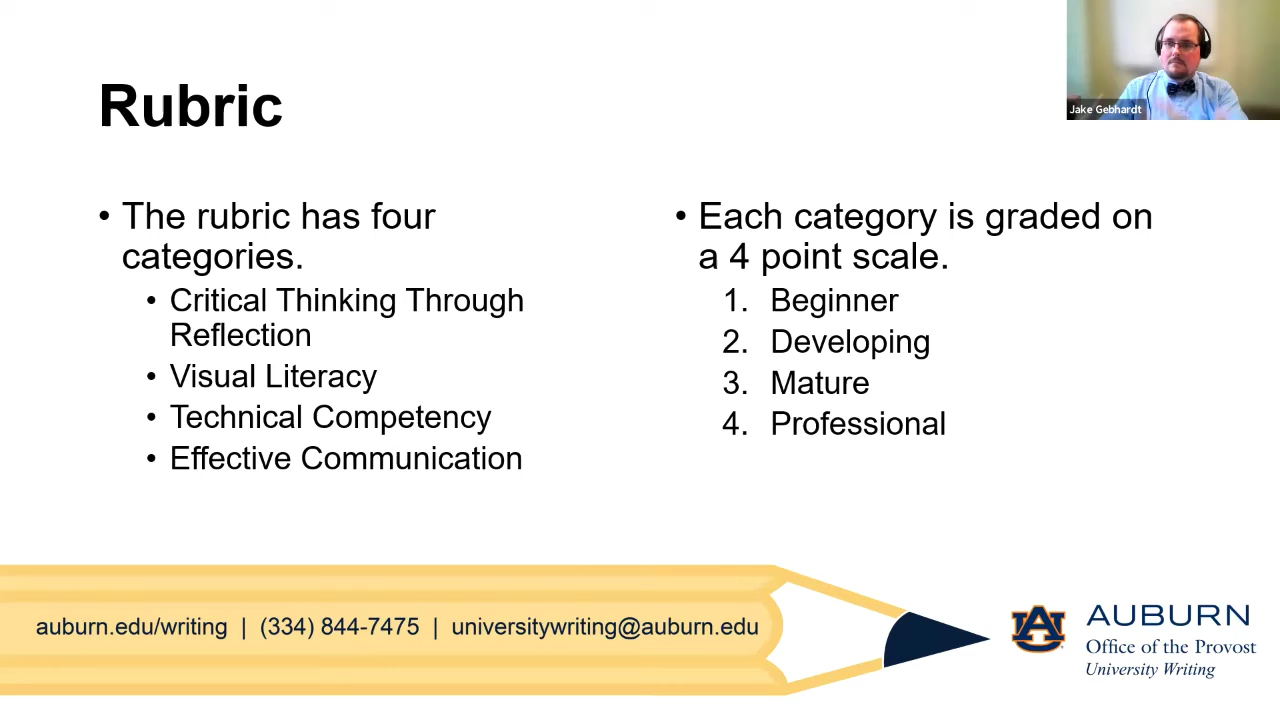 Jake Gebhardt
Rubric
• The rubric has four
categories.
• Critical Thinking Through
Reflection
• Visual Literacy
• Technical Competency
• Effective Communication
• Each category is graded on
a 4 point scale.
1. Beginner
2. Developing
3. Mature
4. Professional
auburn.edu/writing | (334) 844-7475 | universitywriting@auburn.edu
AU
AUBURN
Office of the Provost
University Writing